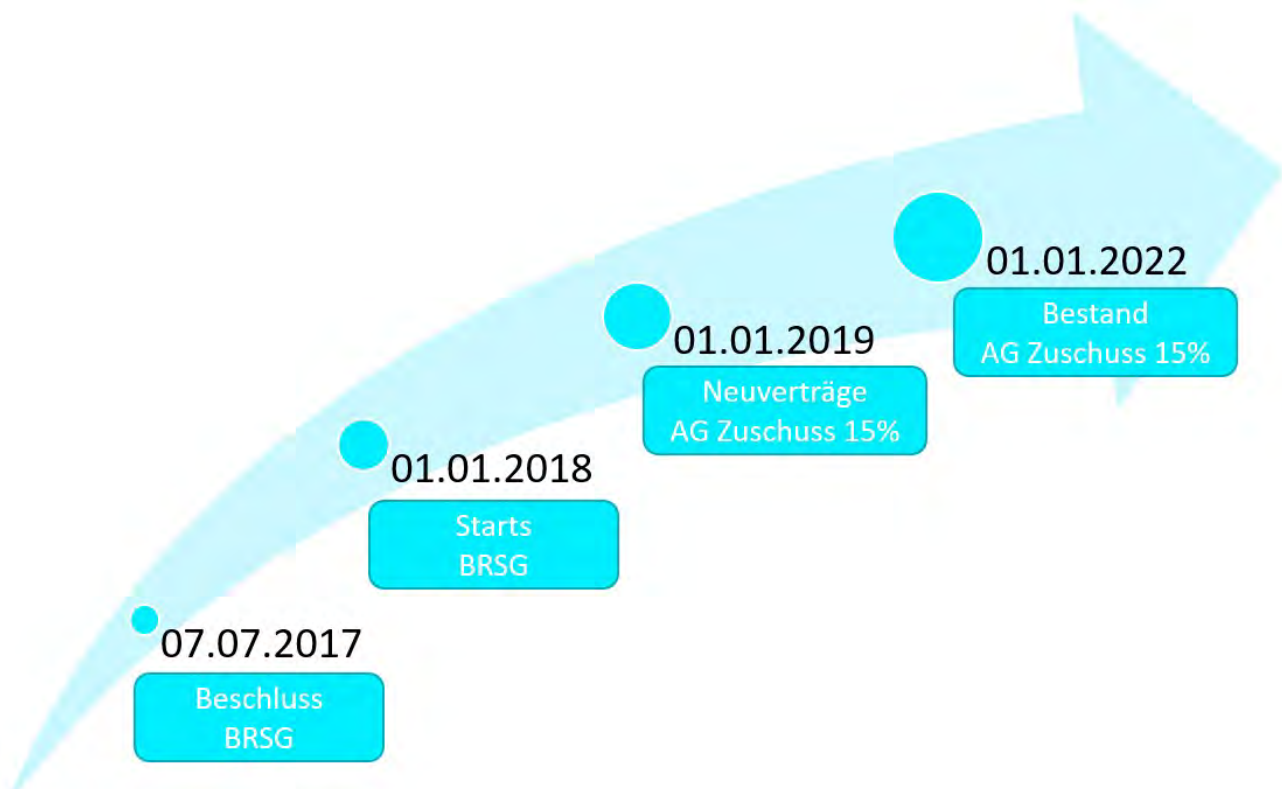 07.07.2017
Beschluss
BRSG
01.01.2018
Starts
BRSG
01.01.2019
Neuverträge
AG Zuschuss 15%
01.01.2022
Bestand
AG Zuschuss 15%